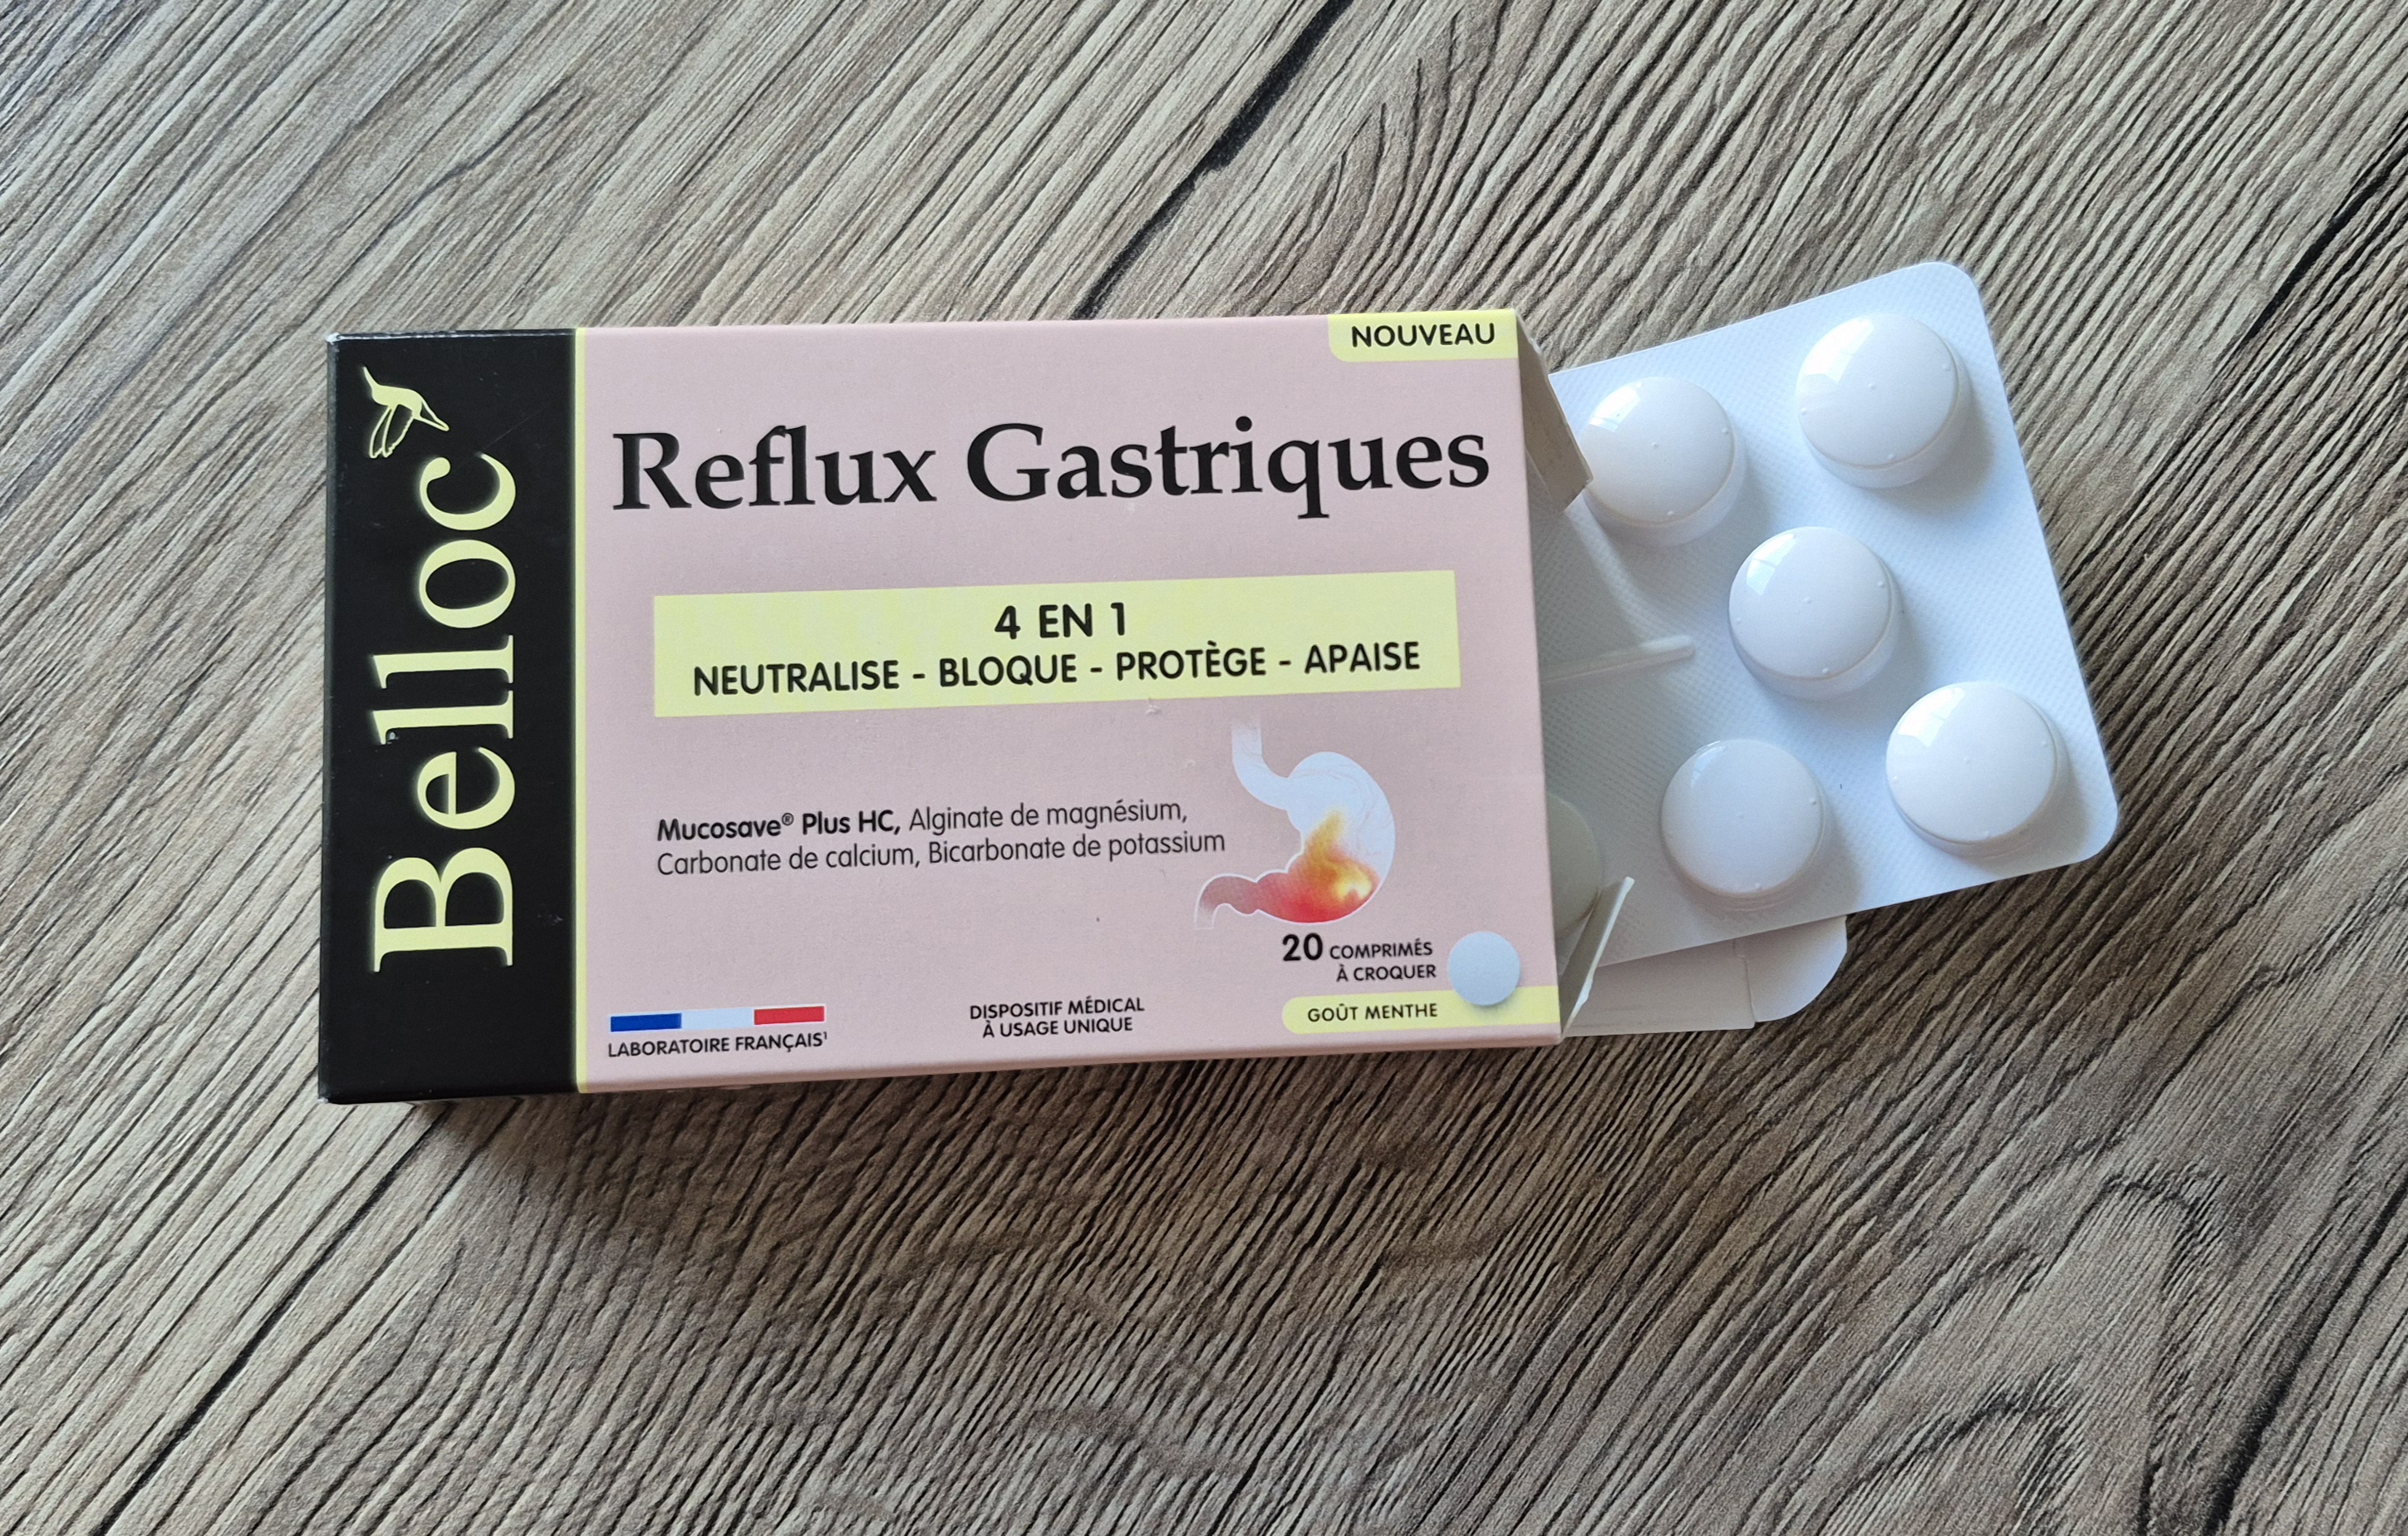 Belloc
NOUVEAU
Reflux Gastriques
4 EN 1
NEUTRALISE - BLOQUE - PROTÈGE - APAISE
Mucosave® Plus HC, Alginate de magnésium,
Carbonate de calcium, Bicarbonate de potassium
20 COMPRIMÉS
À CROQUER
GOÛT MENTHE
DISPOSITIF MÉDICAL
À USAGE UNIQUE
LABORATOIRE FRANÇAIS¹